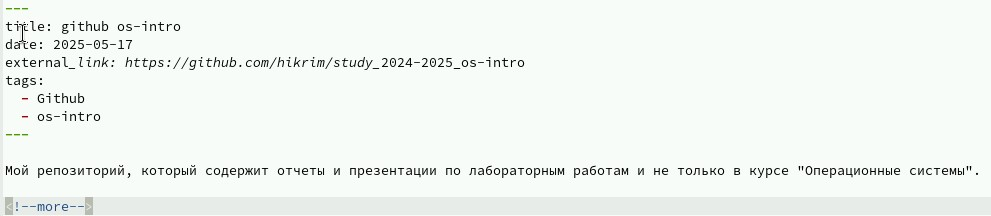 ---
title: github os-intro
date: 2025-05-17
external_link: https://github.com/hikrim/study_2024-2025_os-intro
tags:
  - Github
  - os-intro
---
Мой репозиторий, который содержит отчеты и презентации по лабораторным работам и не только в курсе "Операционные системы".
<!--more-->